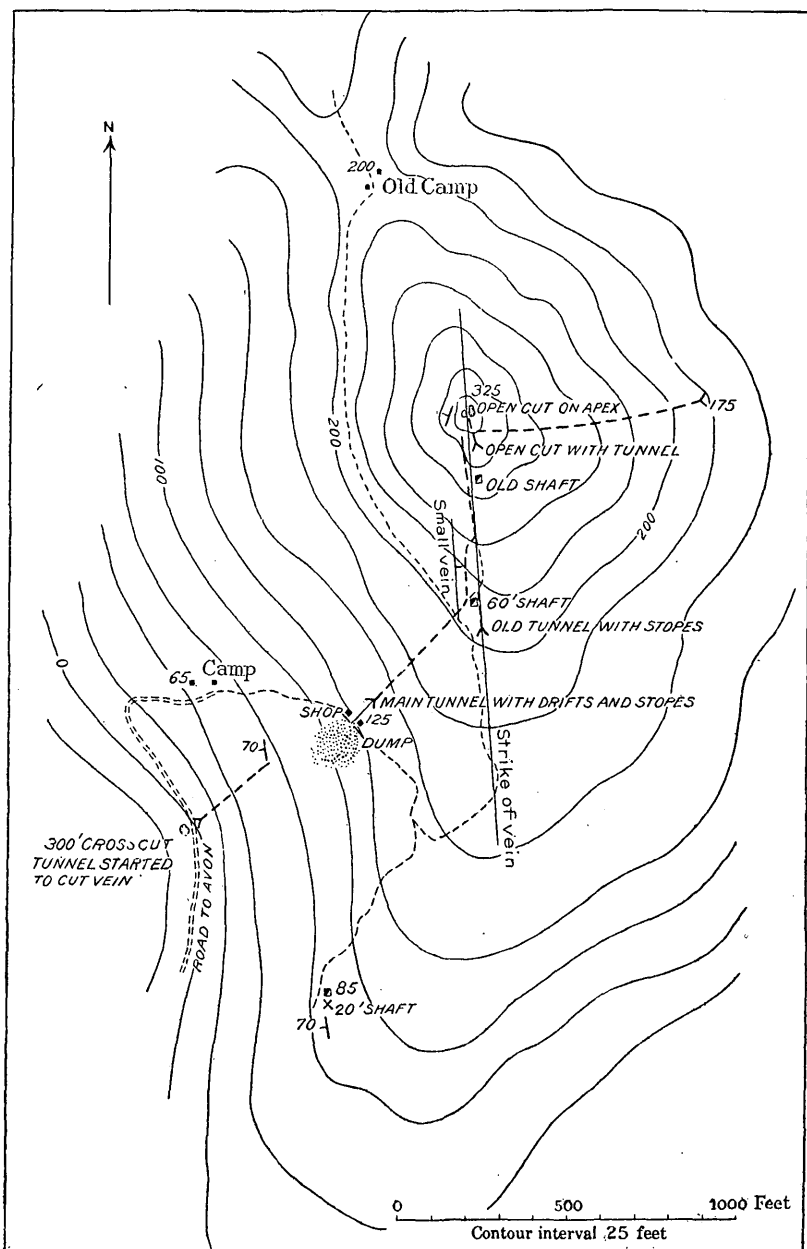 N
200
Old Camp
325
OPEN CUT ON APEX
175
OPEN CUT WITH TUNNEL
OLD SHAFT
200
100
200
Small vein
60' SHAFT
OLD TUNNEL WITH STOPES
0
65
Camp
SHOP
MAIN TUNNEL WITH DRIFTS AND STOPES
125
DUMP
70
Strike of vein
300' CROSSCUT
TUNNEL STARTED
TO CUT VEIN
ROAD TO AVON
85
20' SHAFT
70
0 500 1000 Feet
Contour interval 25 feet